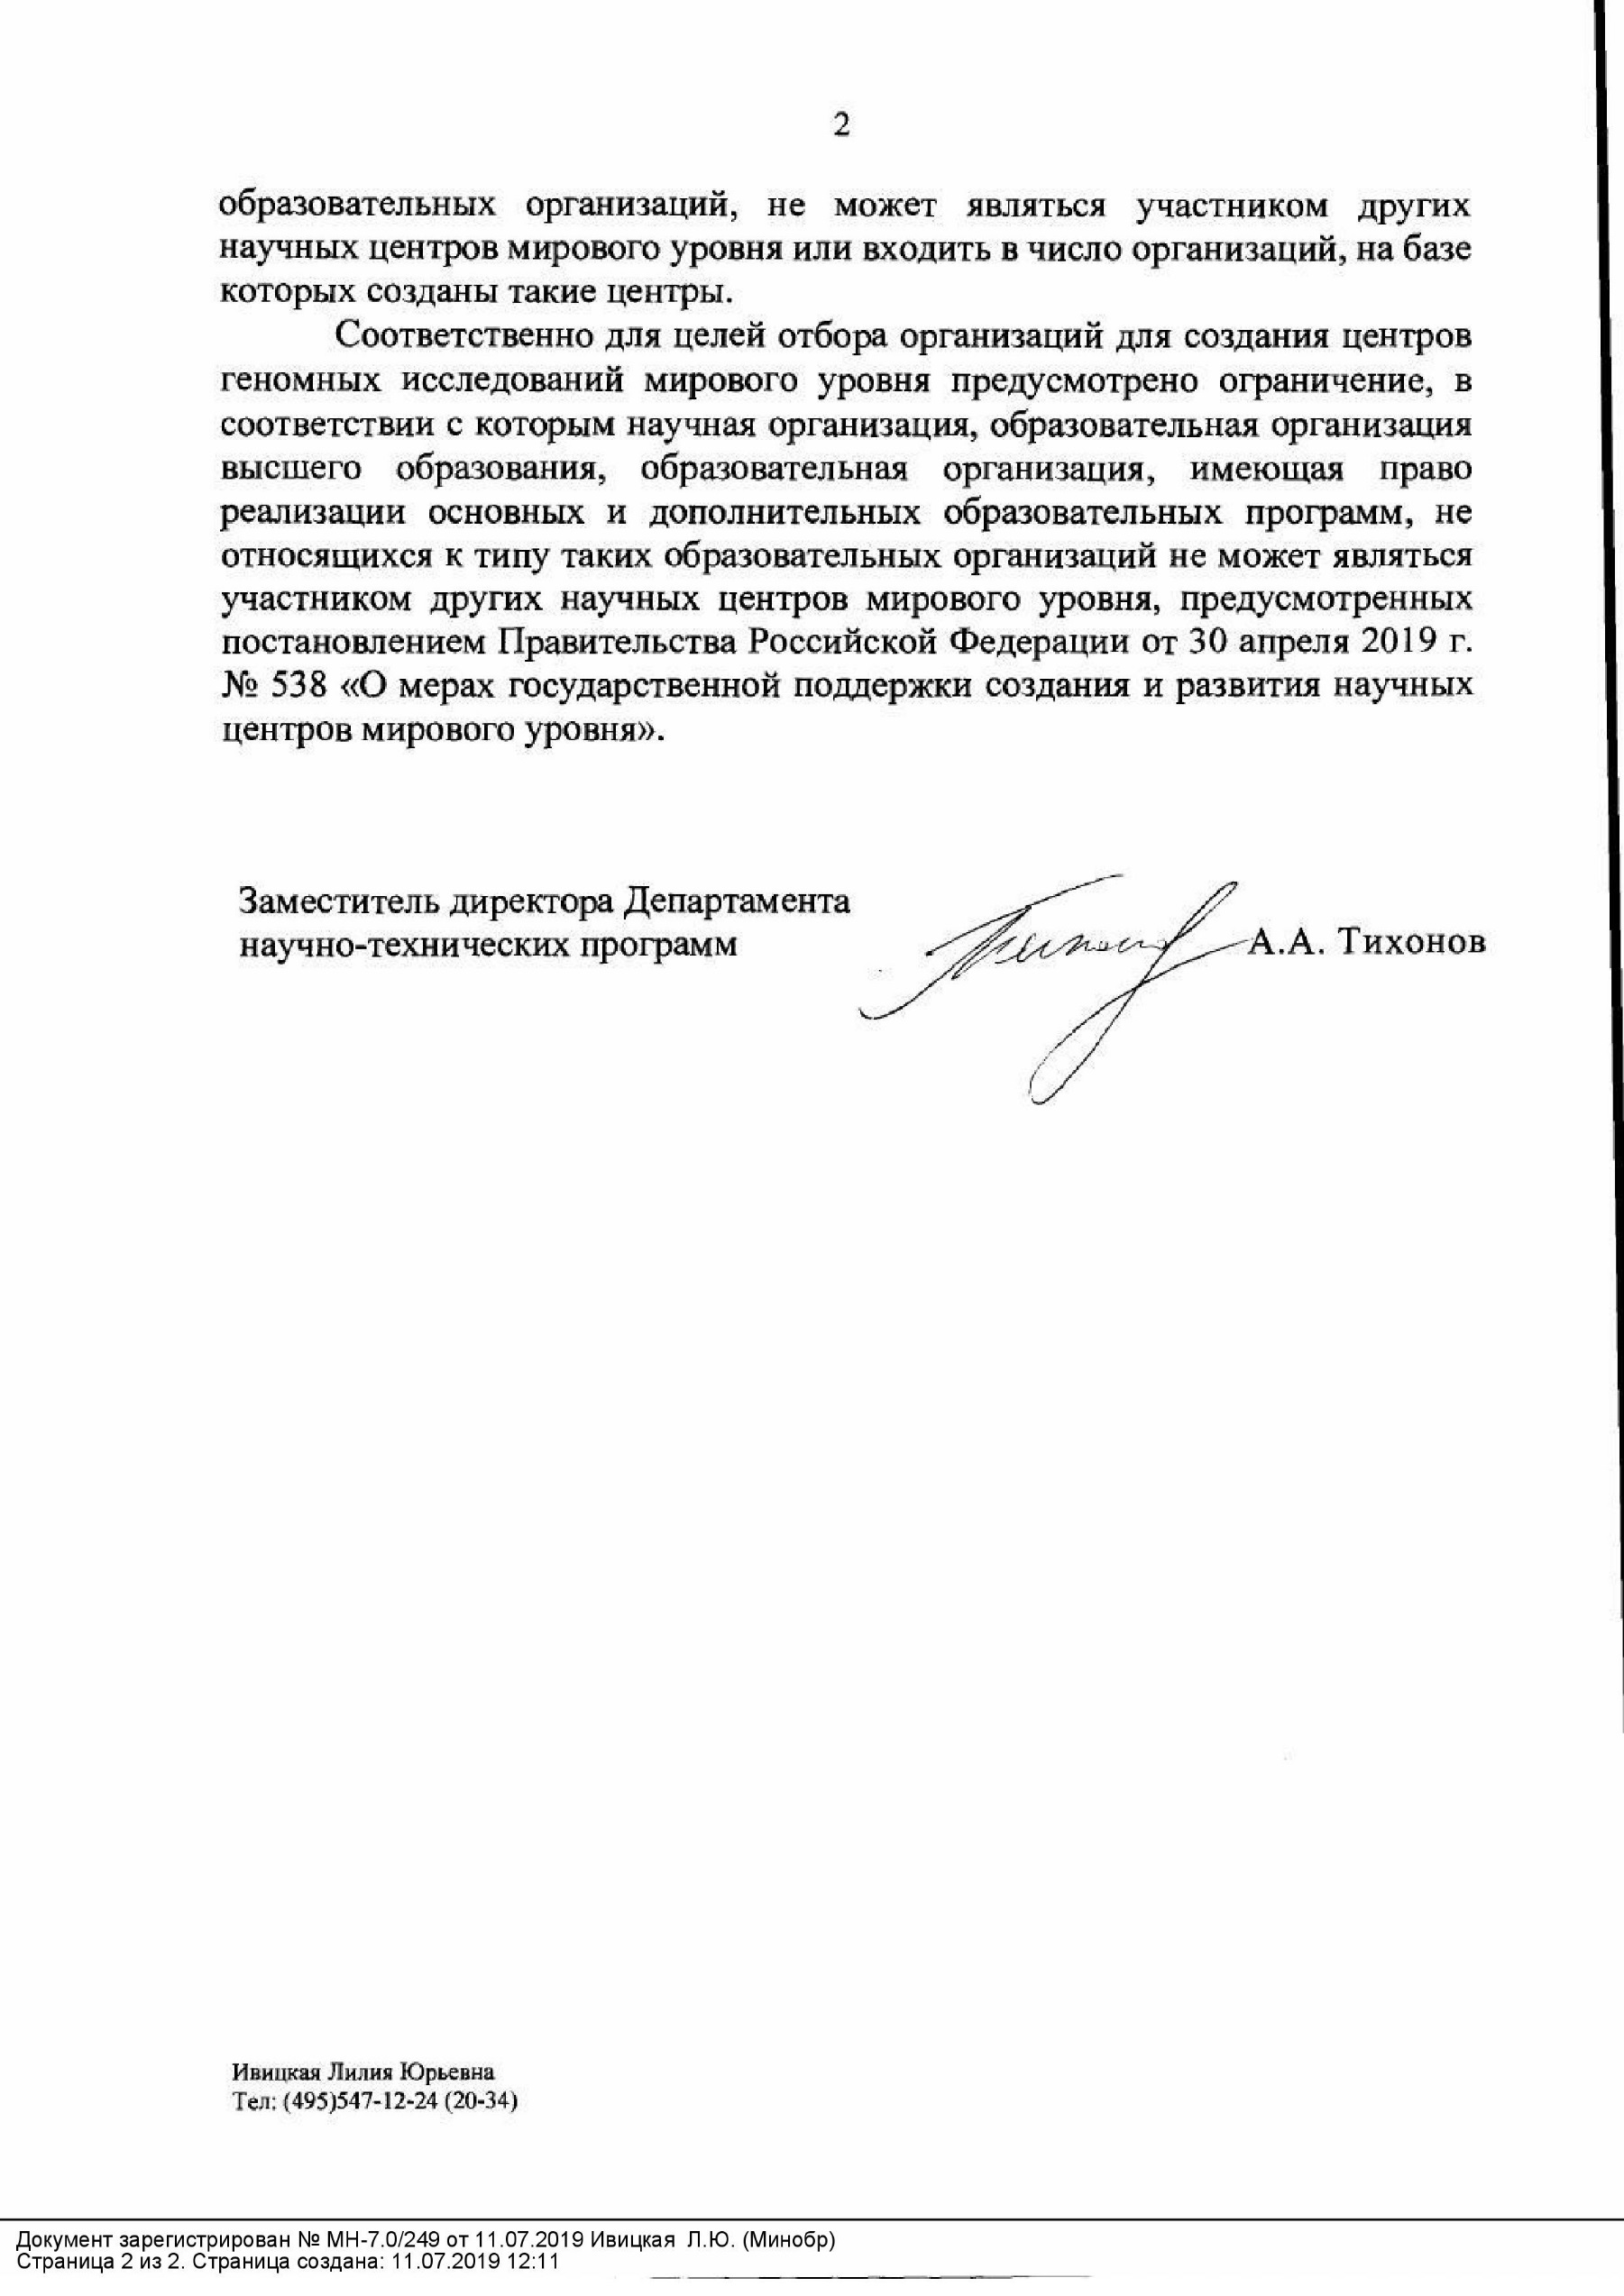 2
образовательных организаций, не может являться участником других
научных центров мирового уровня или входить в число организаций, на базе
которых созданы такие центры.
Соответственно для целей отбора организаций для создания центров
геномных исследований мирового уровня предусмотрено ограничение, в
соответствии с которым научная организация, образовательная организация
высшего образования, образовательная организация, имеющая право
реализации основных и дополнительных образовательных программ, не
относящихся к типу таких образовательных организаций не может являться
участником других научных центров мирового уровня, предусмотренных
постановлением Правительства Российской Федерации от 30 апреля 2019 г.
№ 538 «О мерах государственной поддержки создания и развития научных
центров мирового уровня».
Заместитель директора Департамента
научно-технических программ
А.А. Тихонов
Ивицкая Лилия Юрьевна
Тел: (495)547-12-24 (20-34)
Документ зарегистрирован № МН-7.0/249 от 11.07.2019 Ивицкая Л.Ю. (Минобр)
Страница 2 из 2. Страница создана: 11.07.2019 12:11